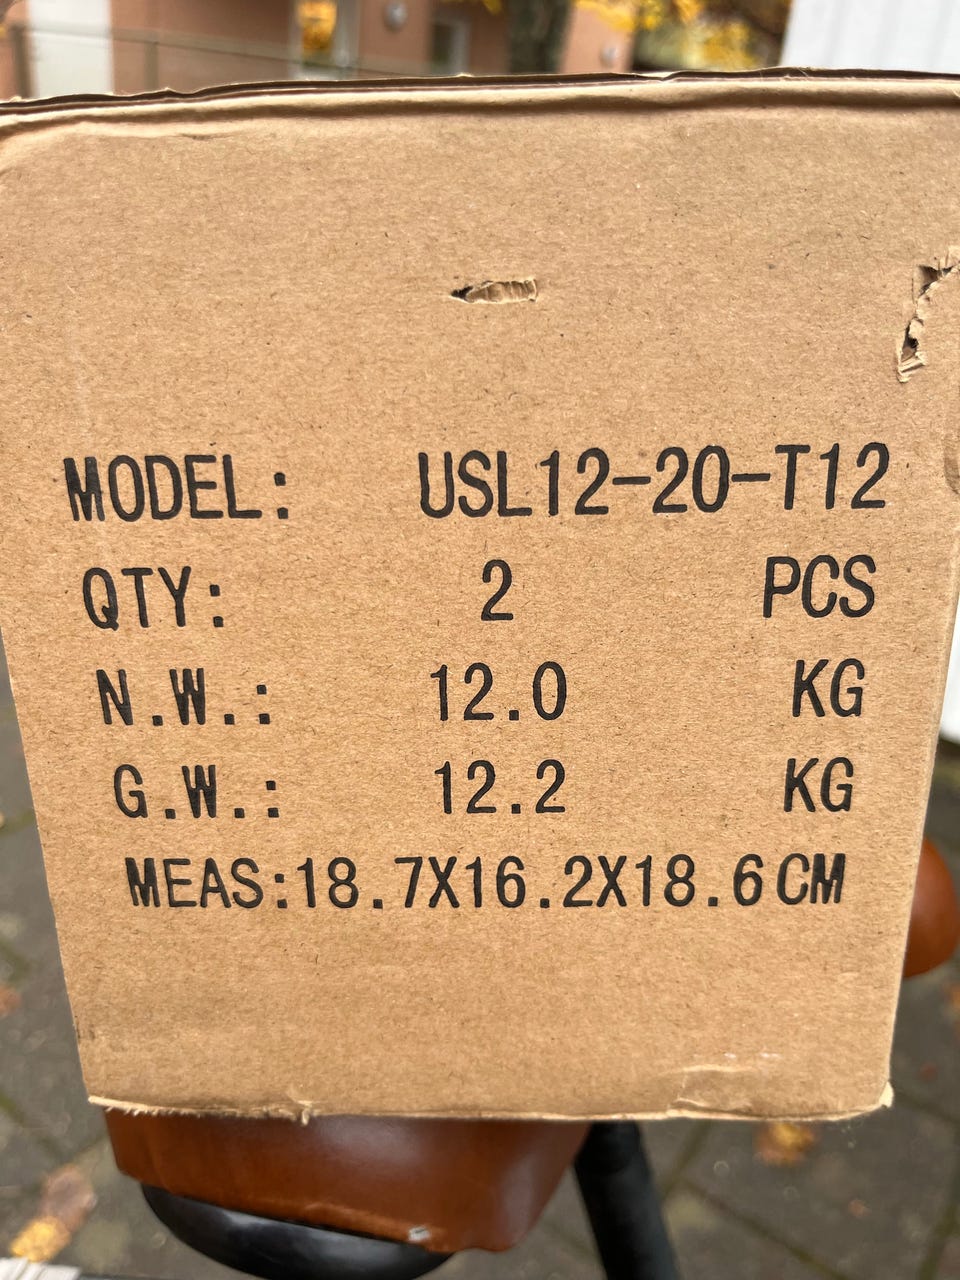 MODEL: USL12-20-T12
QTY: 2 PCS
N.W.: 12.0 KG
G.W.: 12.2 KG
MEAS:18.7X16.2X18.6CM